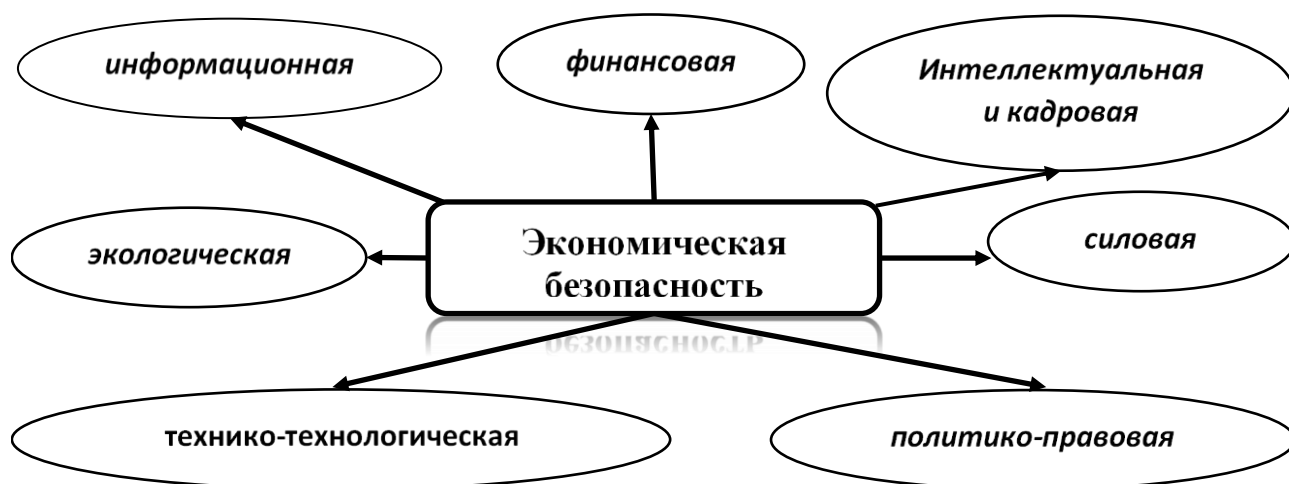 информационная
финансовая
Интеллектуальная
и кадровая
экологическая
Экономическая
безопасность
силовая
технико-технологическая
политико-правовая